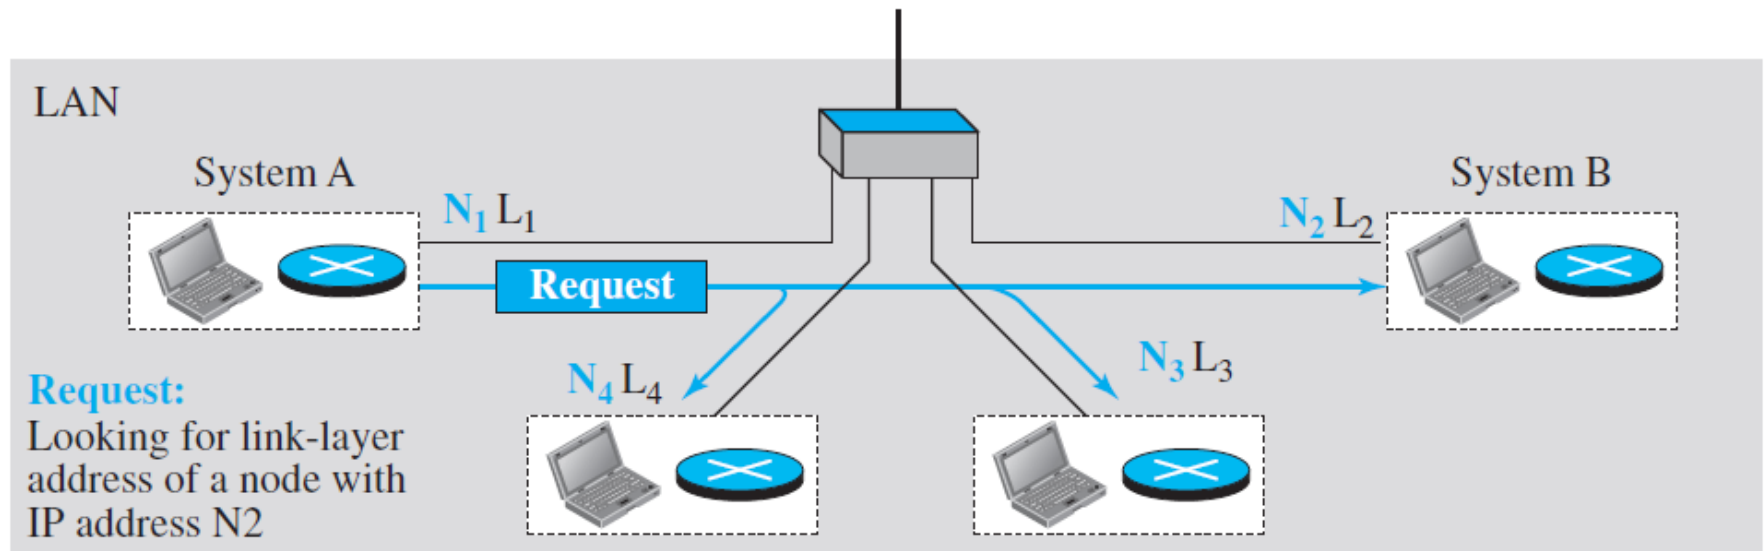 LAN
System A
System B
N₁ L₁
N₂ L₂
Request
N₄ L₄
N₃ L₃
Request:
Looking for link-layer
address of a node with
IP address N2